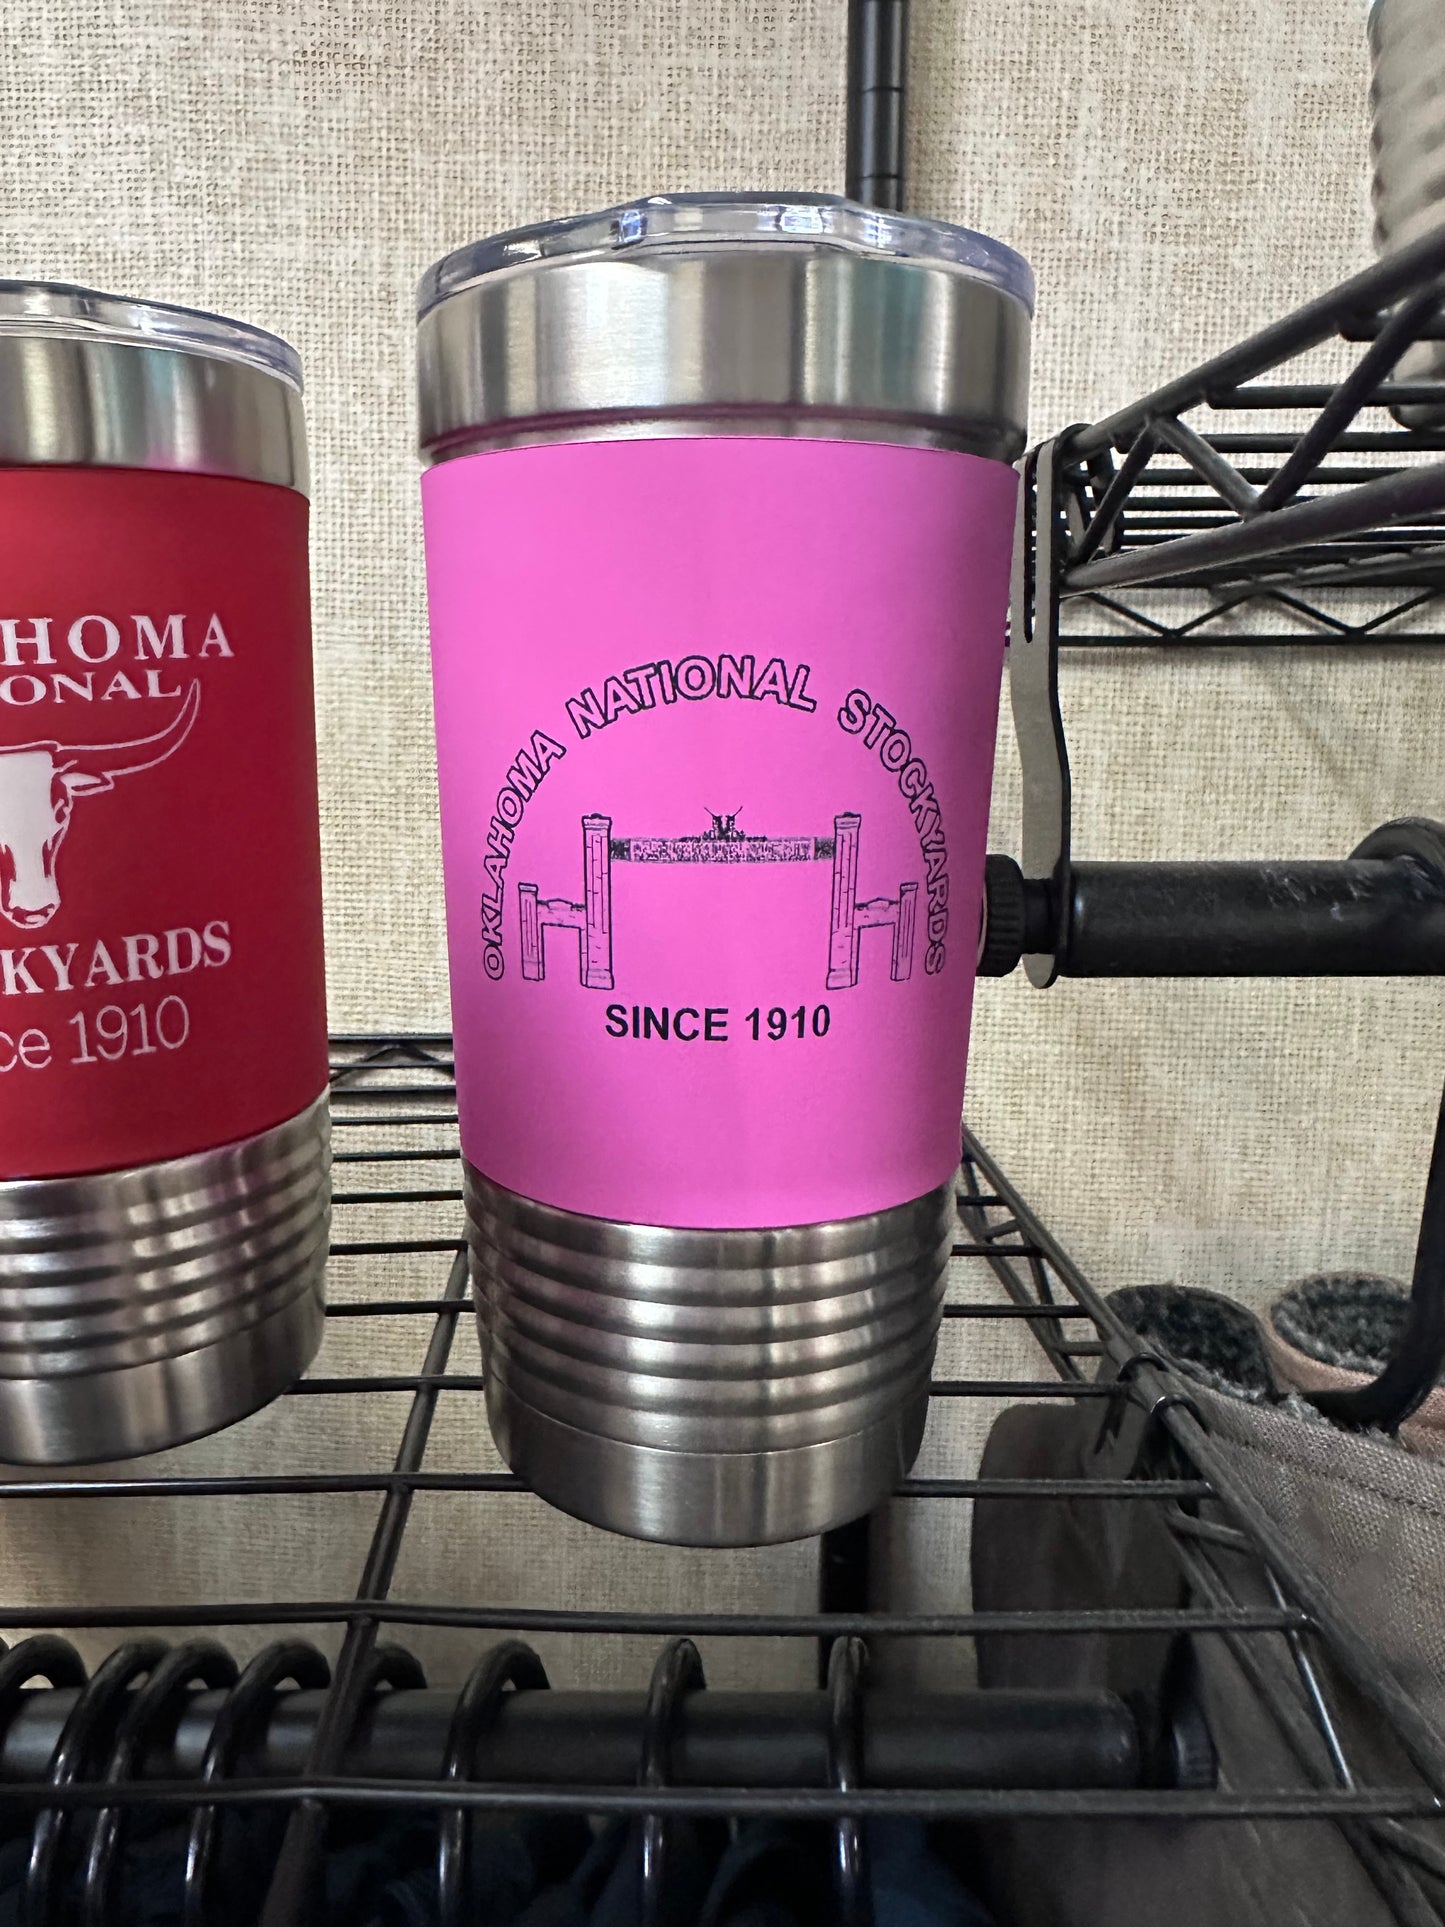 HOMA
ONAL
KYARDS
ce 1910
OKLAHOMA NATIONAL STOCKYARDS
SINCE 1910